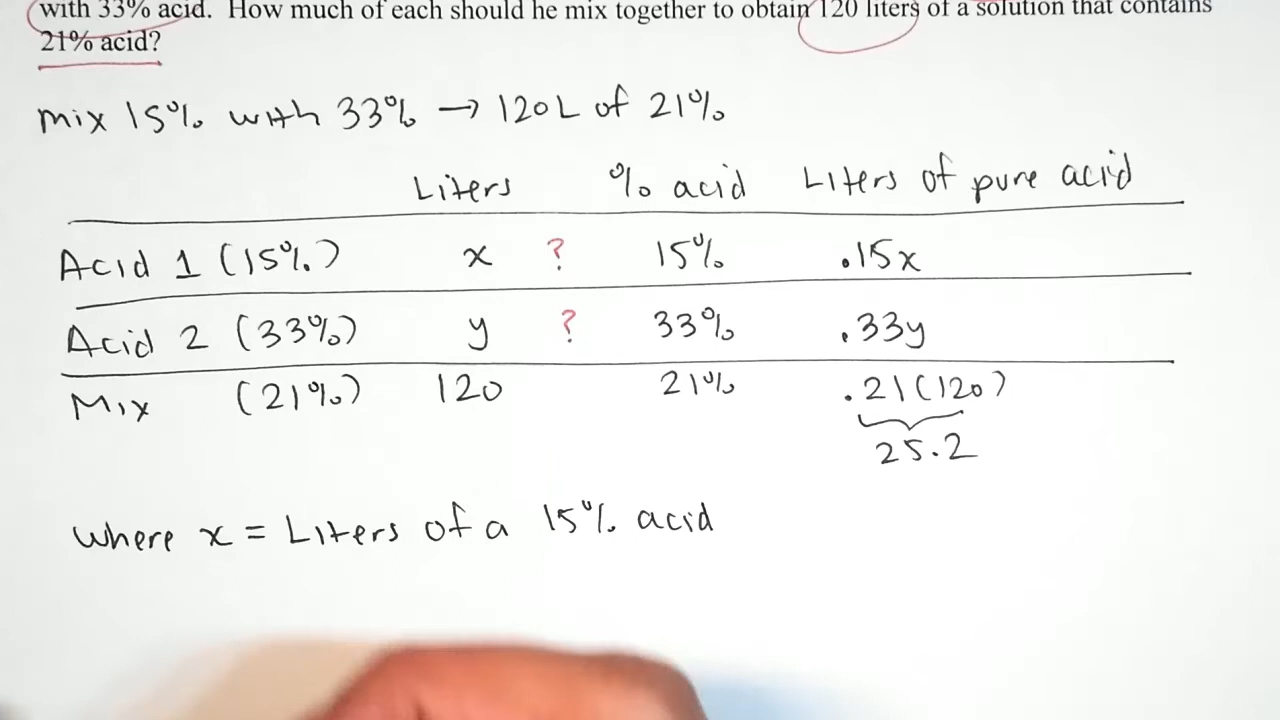 with 33% acid. How much of each should he mix together to obtain 120 liters of a solution that contains
21% acid?
mix 15% with 33% → 120L of 21%
Liters % acid Liters of pure acid
Acid 1 (15%) x ? 15% .15x
Acid 2 (33%) y ? 33% .33y
Mix (21%) 120 21% .21(120)
25.2
where x = Liters of a 15% acid